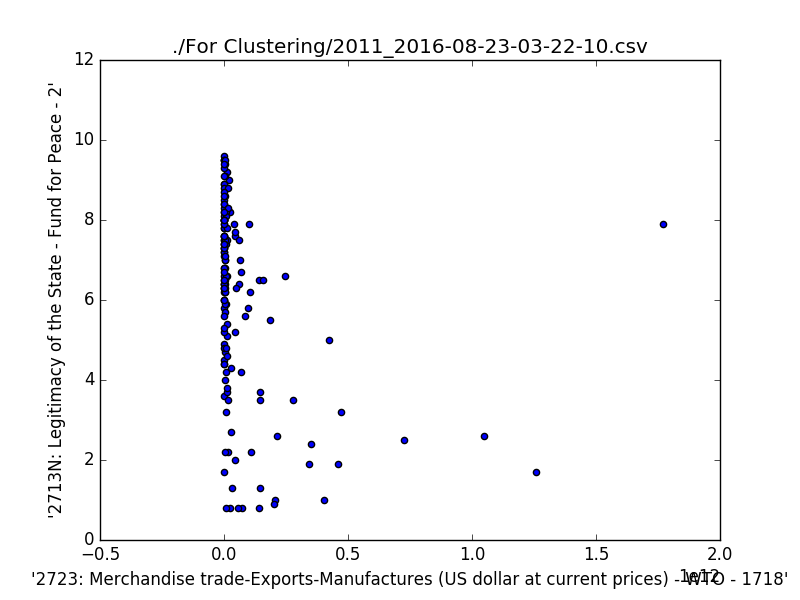 ./For Clustering/2011_2016-08-23-03-22-10.csv
'2713N: Legitimacy of the State - Fund for Peace - 2'
12
10
8
6
4
2
0
−0.5 0.0 0.5 1.0 1.5 2.0
1e12
'2723: Merchandise trade-Exports-Manufactures (US dollar at current prices) - WTO - 1718'